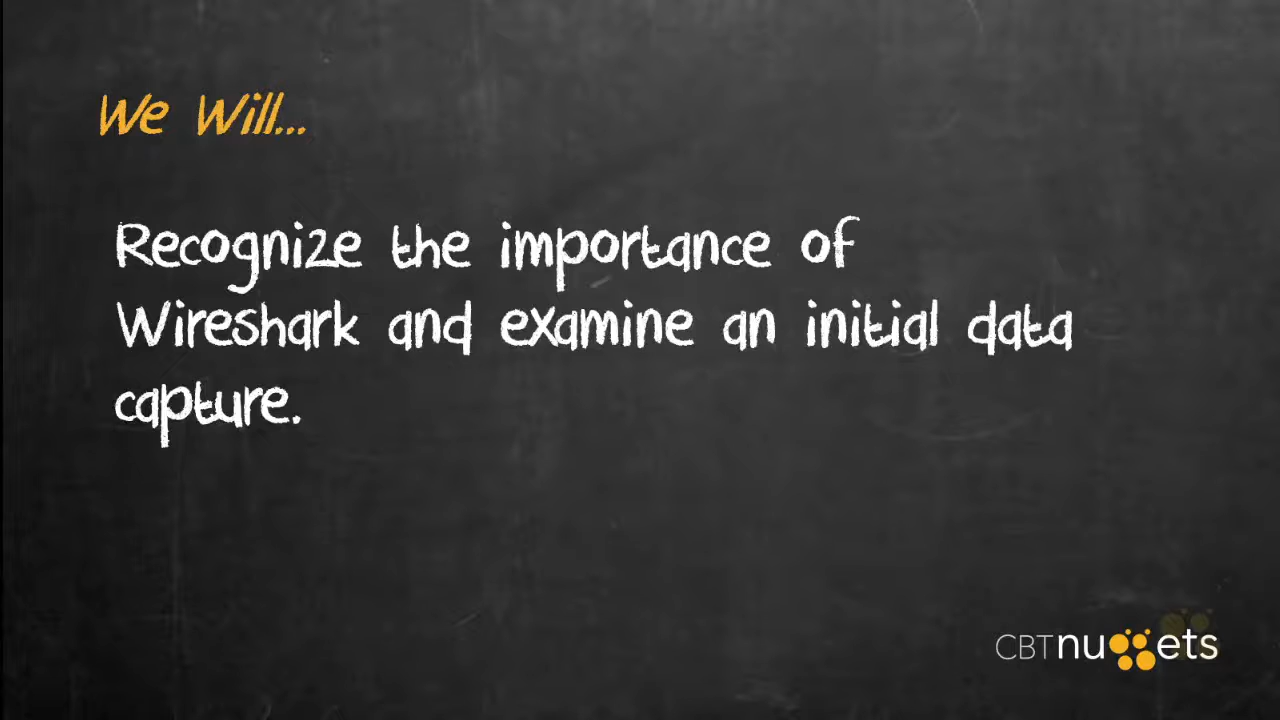 We Will...
Recognize the importance of
Wireshark and examine an initial data
capture.
CBTnuggets